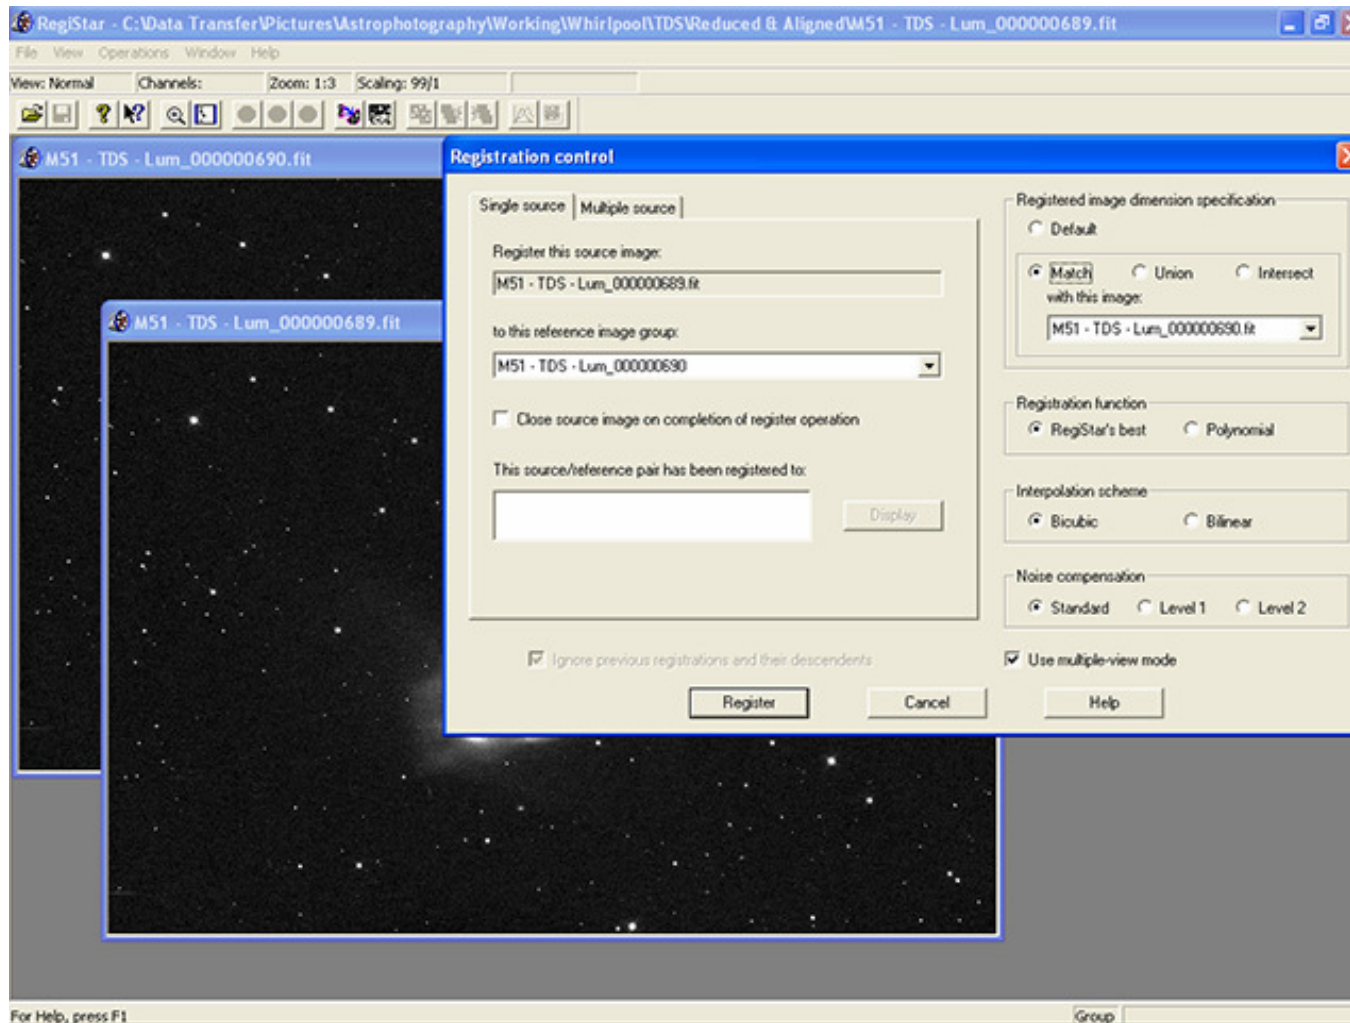 RegiStar - C:\Data Transfer\Pictures\Astrophotography\Working\Whirlpool\TDS\Reduced & Aligned\M51 - TDS - Lum_000000689.fit
File View Operations Window Help
View: Normal Channels: Zoom: 1:3 Scaling: 99/1
M51 - TDS - Lum_000000690.fit
Registration control
Single source Multiple source
Register this source image:
M51 - TDS - Lum_000000689.fit
to this reference image group:
M51 - TDS - Lum_000000690
Close source image on completion of register operation
This source/reference pair has been registered to:
Display
Ignore previous registrations and their descendents
Registered image dimension specification
Default
Match Union Intersect
with this image:
M51 - TDS - Lum_000000690.fit
Registration function
RegiStar's best Polynomial
Interpolation scheme
Bicubic Bilinear
Noise compensation
Standard Level 1 Level 2
Use multiple-view mode
Register Cancel Help
M51 - TDS - Lum_000000689.fit
For Help, press F1 Group